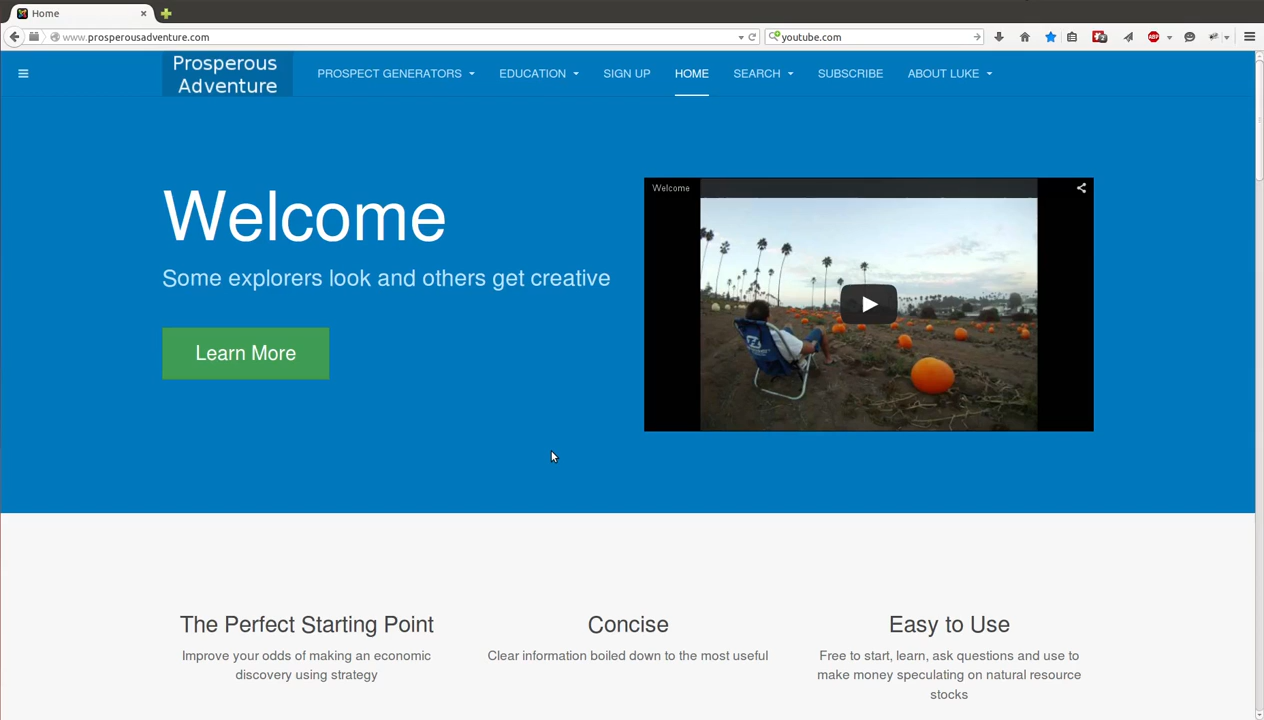 Home
www.prosperousadventure.com
youtube.com
Prosperous
Adventure
PROSPECT GENERATORS
EDUCATION
SIGN UP
HOME
SEARCH
SUBSCRIBE
ABOUT LUKE
Welcome
Some explorers look and others get creative
Learn More
Welcome
The Perfect Starting Point
Improve your odds of making an economic
discovery using strategy
Concise
Clear information boiled down to the most useful
Easy to Use
Free to start, learn, ask questions and use to
make money speculating on natural resource
stocks